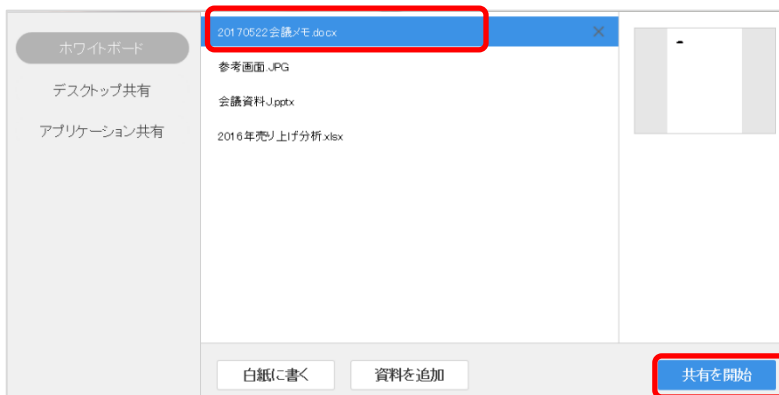 ホワイトボード
デスクトップ共有
アプリケーション共有
20170522会議メモ.docx
参考画面.JPG
会議資料J.pptx
2016年売り上げ分析.xlsx
白紙に書く
資料を追加
共有を開始